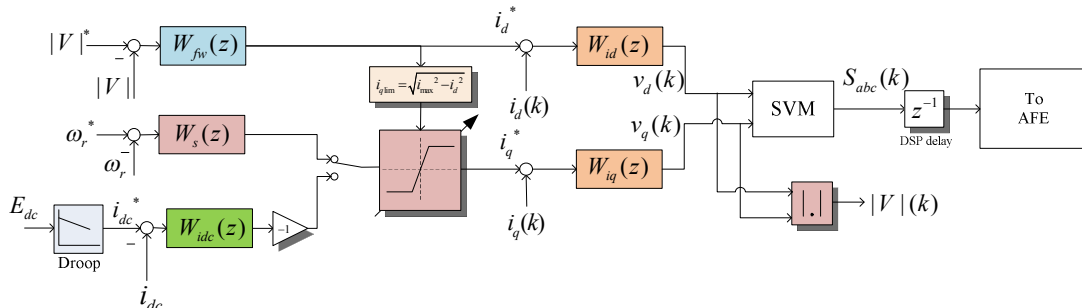 |V|*
−
|V|
W_fw(z)
i_d*
i_d(k)
W_id(z)
v_d(k)
i_qlim = √(i_max² − i_d²)
ω_r*
−
ω_r
W_s(z)
i_q*
i_q(k)
W_iq(z)
v_q(k)
SVM
S_abc(k)
z⁻¹
DSP delay
To
AFE
|.|
|V|(k)
E_dc
Droop
i_dc*
−
i_dc
W_idc(z)
-1